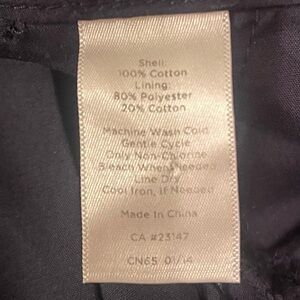 Shell:
100% Cotton
Lining:
80% Polyester
20% Cotton
Machine Wash Cold
Gentle Cycle
Only Non-Chlorine
Bleach When Needed
Line Dry
Cool Iron, If Needed
Made In China
CA #23147
CN65 01/14